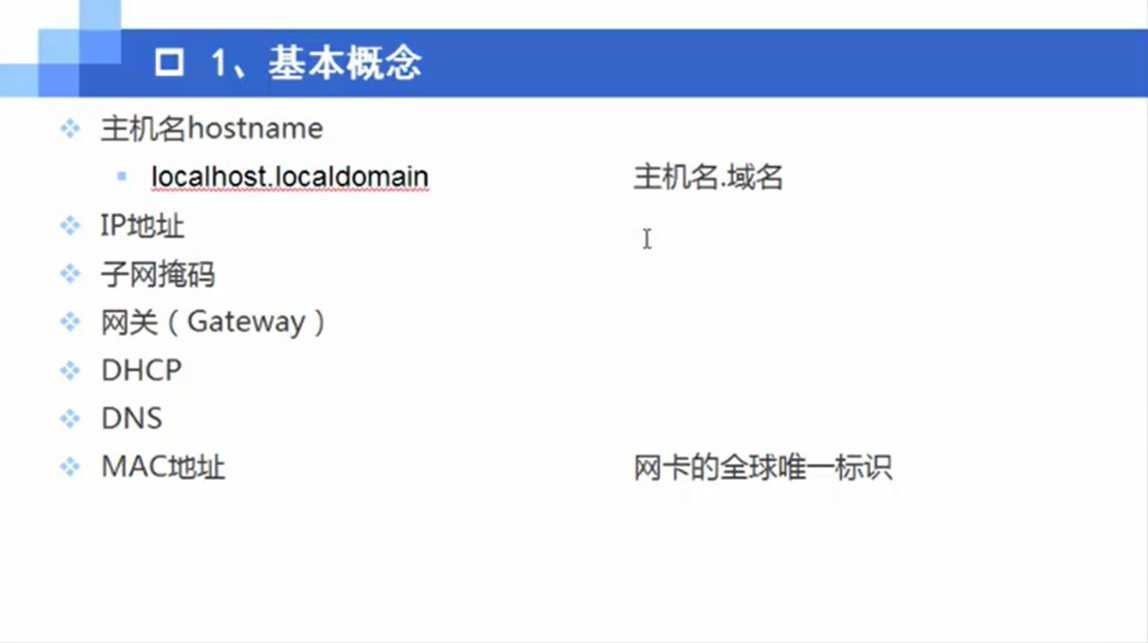 1、基本概念
主机名hostname
localhost.localdomain 主机名.域名
IP地址
子网掩码
网关（Gateway）
DHCP
DNS
MAC地址 网卡的全球唯一标识